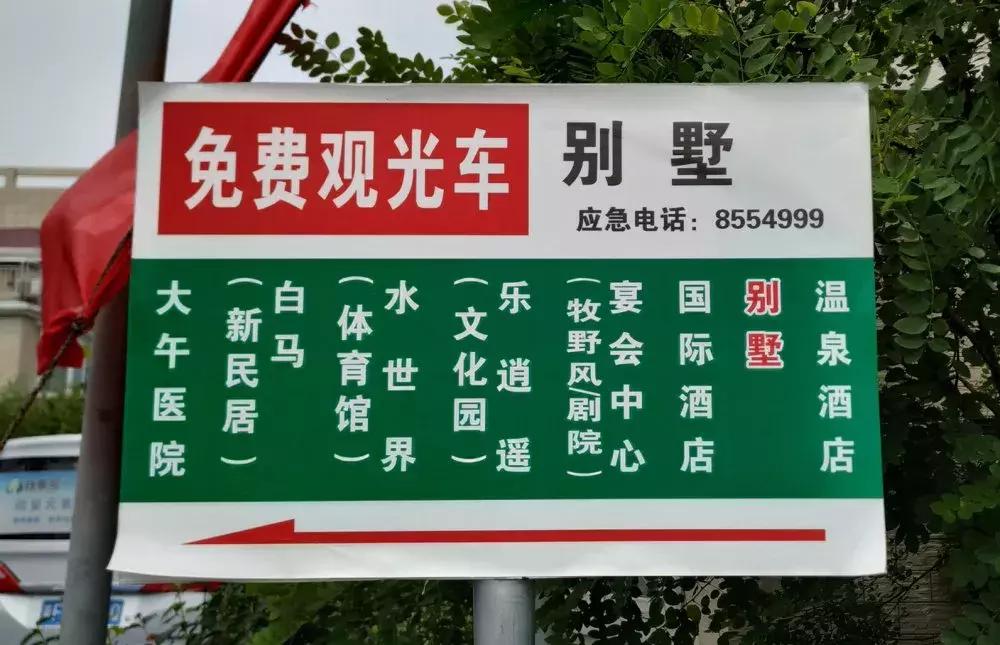 免费观光车
别墅
应急电话：8554999
温泉酒店
别墅
国际酒店
宴会中心
（牧野风/剧院）
乐逍遥
（文化园）
水世界
（体育馆）
白马
（新民居）
大午医院